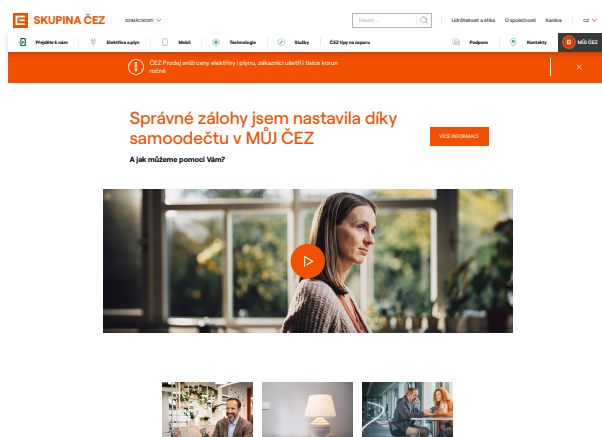 SKUPINA ČEZ
DOMÁCNOSTI
Hledat...
Udržitelnost a etika
O společnosti
Kariéra
CZ
Přejděte k nám
Elektřina a plyn
Mobil
Technologie
Služby
ČEZ tipy na úsporu
Podpora
Kontakty
MŮJ ČEZ
ČEZ Prodej sníží ceny elektřiny i plynu, zákazníci ušetří i tisíce korun
ročně
Správné zálohy jsem nastavila díky
samoodečtu v MŮJ ČEZ
VÍCE INFORMACÍ
A jak můžeme pomoci Vám?